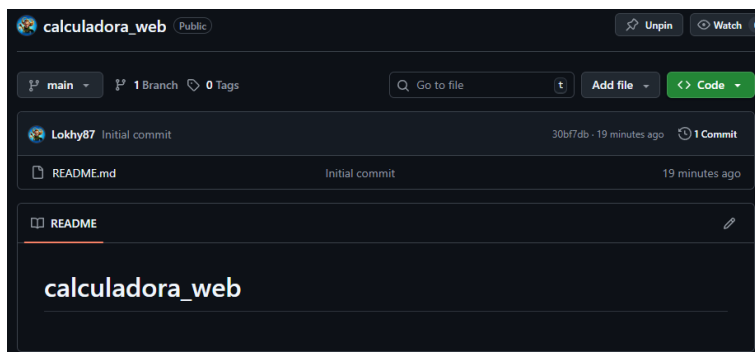 calculadora_web Public Unpin Watch
main 1 Branch 0 Tags Go to file t Add file Code
Lokhy87 Initial commit 30bf7db · 19 minutes ago 1 Commit
README.md Initial commit 19 minutes ago
README
calculadora_web